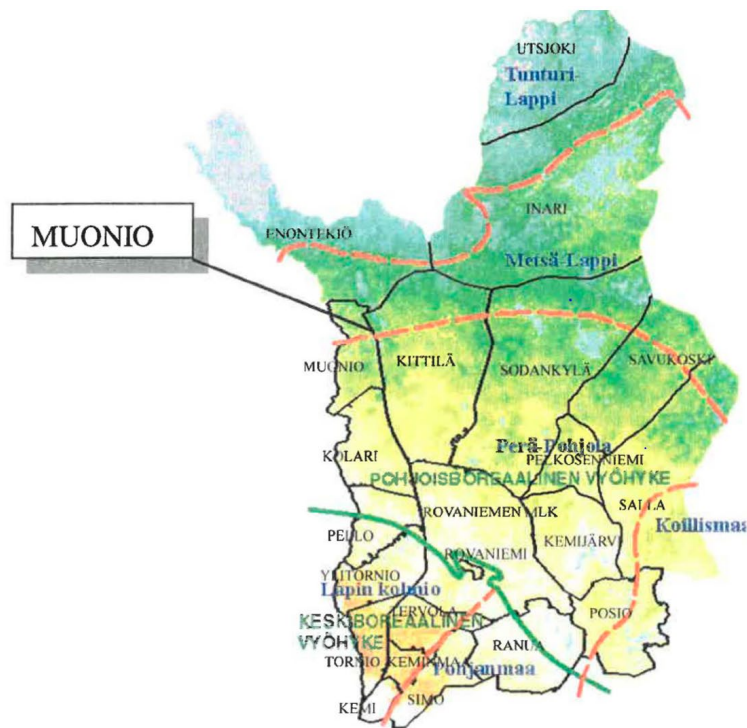 UTSJOKI
Tunturi-
Lappi
INARI
ENONTEKIÖ
MUONIO
Metsä-Lappi
MUONIO
KITTILÄ
SODANKYLÄ
SAVUKOSKI
Perä-Pohjola
KOLARI
PELKOSENNIEMI
POHJOISBOREAALINEN VYÖHYKE
SALLA
ROVANIEMEN MLK
Koillismaa
PELLO
ROVANIEMI
KEMIJÄRVI
YLITORNIO
Lapin kolmio
TERVOLA
POSIO
KESKIBOREAALINEN
VYÖHYKE
RANUA
TORNIO
KEMINMAA
Pohjanmaa
KEMI
SIMO